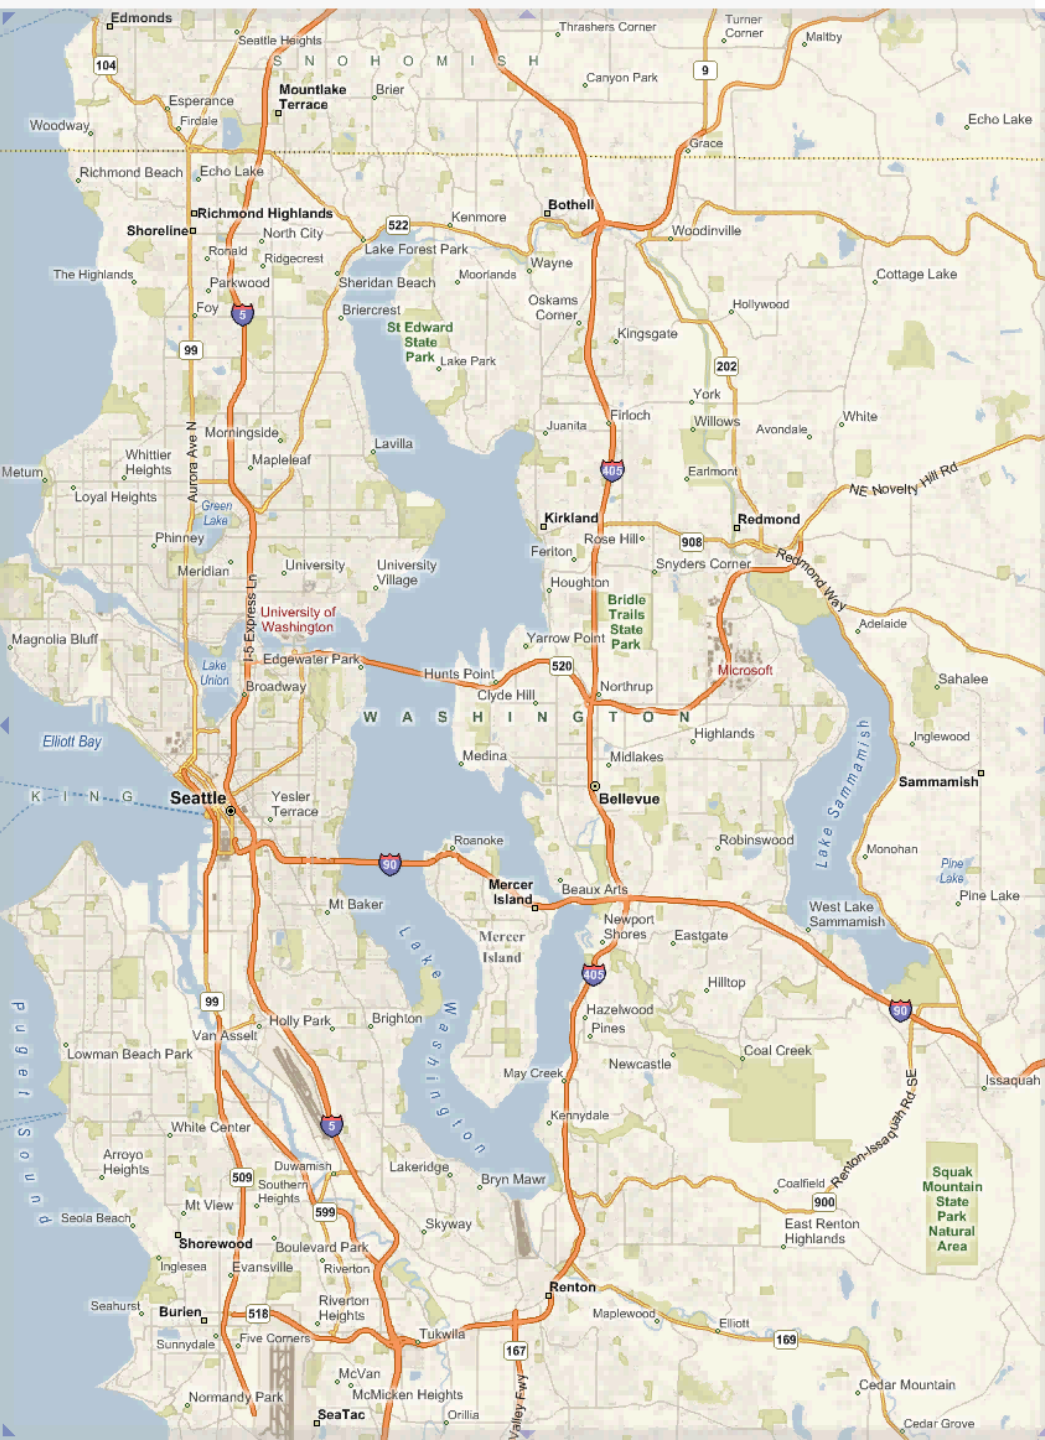 Edmonds
Seattle Heights
Thrashers Corner
Turner
Corner
Maltby
104
S N O H O M I S H
9
Canyon Park
Mountlake
Terrace
Brier
Esperance
Firdale
Woodway
Echo Lake
Grace
Richmond Beach
Echo Lake
Richmond Highlands
Bothell
Shoreline
North City
522
Kenmore
Woodinville
Ronald
Ridgecrest
Lake Forest Park
Wayne
The Highlands
Parkwood
Sheridan Beach
Moorlands
Cottage Lake
Foy
5
Briercrest
Oskams
Corner
Hollywood
St Edward
State
Park
Kingsgate
99
Lake Park
202
York
Firloch
Willows
White
Juanita
Avondale
Morningside
Lavilla
Aurora Ave N
Whittier
Heights
Mapleleaf
Metum
405
Earlmont
NE Novelty Hill Rd
Loyal Heights
Green
Lake
Kirkland
Redmond
Phinney
Rose Hill
908
Feriton
Snyders Corner
Redmond Way
Meridian
University
University
Village
Houghton
I-5 Express Ln
University of
Washington
Bridle
Trails
State
Park
Adelaide
Magnolia Bluff
Yarrow Point
Edgewater Park
520
Lake
Union
Hunts Point
Microsoft
Sahalee
Broadway
Clyde Hill
Northrup
W A S H I N G T O N
Elliott Bay
Highlands
Inglewood
Medina
Midlakes
Sammamish
Lake Sammamish
K I N G
Seattle
Yesler
Terrace
Bellevue
Roanoke
Robinswood
Monohan
90
Pine
Lake
Mercer
Island
Beaux Arts
Pine Lake
Mt Baker
West Lake
Sammamish
Newport
Shores
Eastgate
Mercer
Island
Lake Washington
405
Hilltop
99
Hazelwood
90
Puget Sound
Holly Park
Brighton
Van Asselt
Pines
Lowman Beach Park
Newcastle
Coal Creek
May Creek
Issaquah
5
Kennydale
White Center
Renton-Issaquah Rd SE
Arroyo
Heights
Duwamish
Lakeridge
Bryn Mawr
509
Southern
Heights
Coalfield
Squak
Mountain
State
Park
Natural
Area
Mt View
599
900
Seola Beach
Skyway
East Renton
Highlands
Shorewood
Boulevard Park
Inglesea
Evansville
Riverton
Renton
Seahurst
Burien
518
Riverton
Heights
Maplewood
Elliott
Sunnydale
Five Corners
Tukwila
169
167
McVan
Normandy Park
McMicken Heights
Cedar Mountain
SeaTac
Orillia
Valley Fwy
Cedar Grove